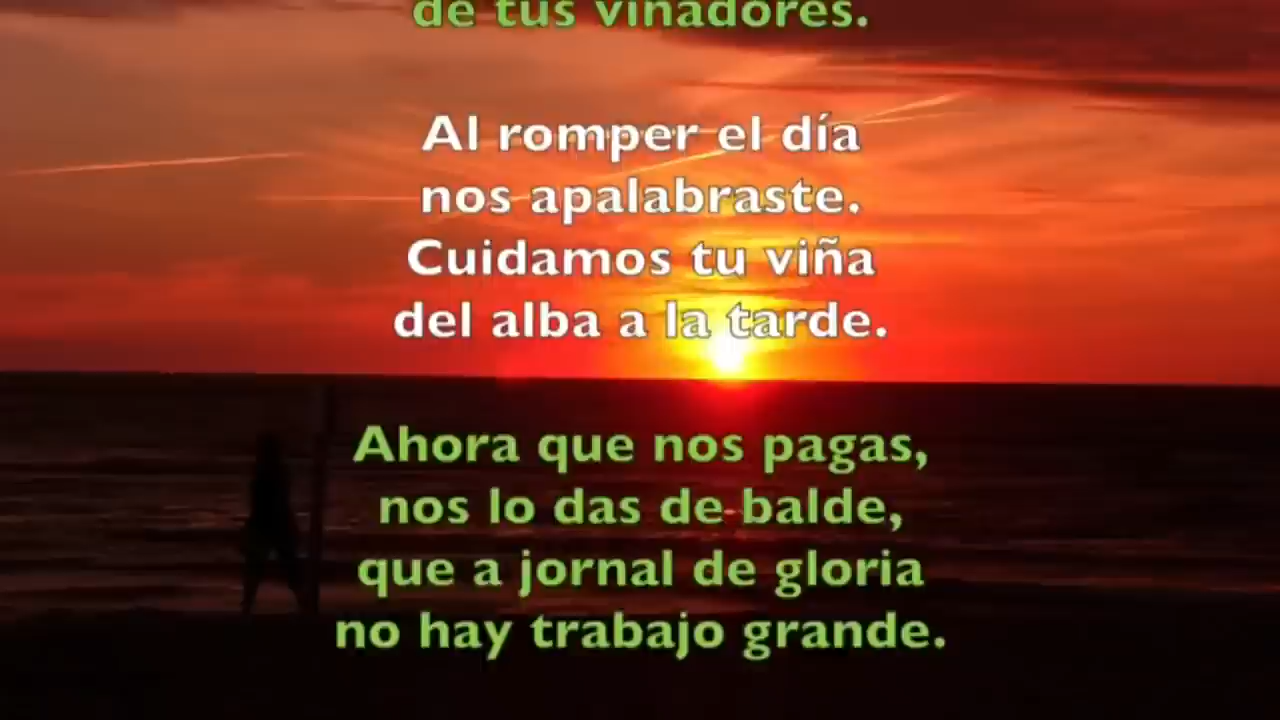 de tus viñadores.
Al romper el día
nos apalabraste.
Cuidamos tu viña
del alba a la tarde.
Ahora que nos pagas,
nos lo das de balde,
que a jornal de gloria
no hay trabajo grande.